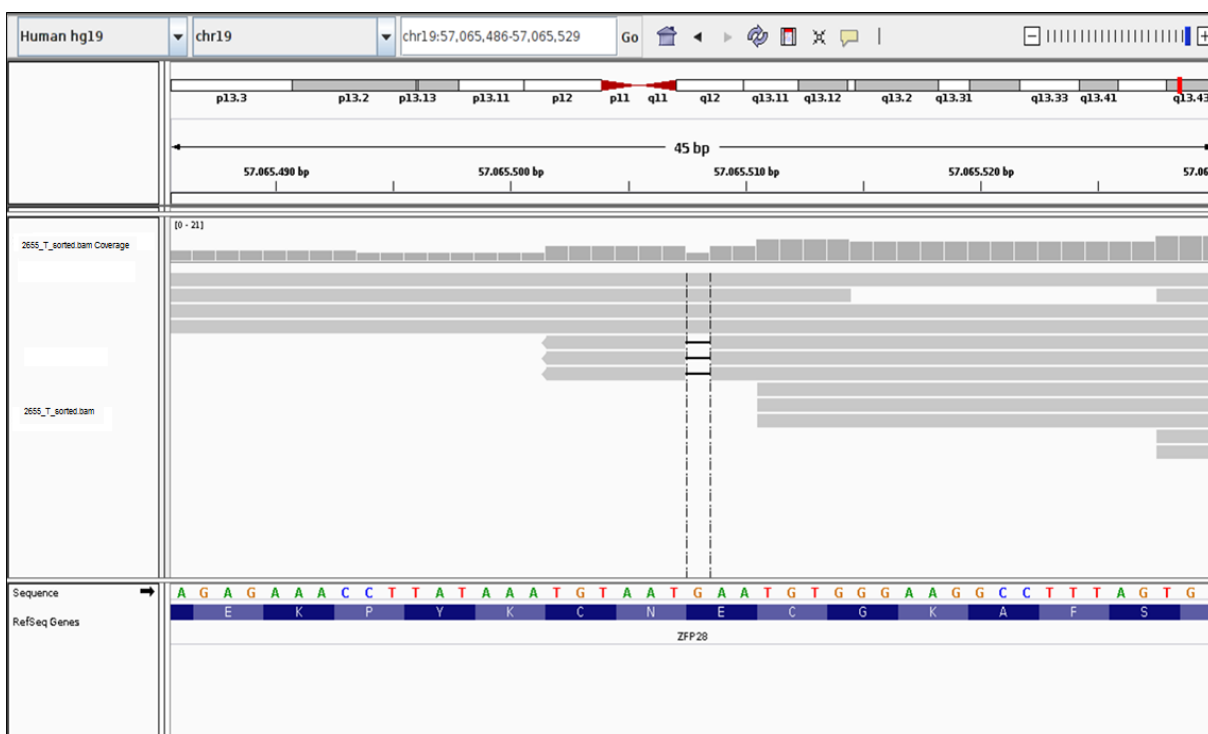 Human hg19 chr19 chr19:57,065,486-57,065,529 Go
p13.3 p13.2 p13.13 p13.11 p12 p11 q11 q12 q13.11 q13.12 q13.2 q13.31 q13.33 q13.41 q13.43
45 bp
57.065.490 bp 57.065.500 bp 57.065.510 bp 57.065.520 bp 57.06
[0 - 21]
2655_T_sorted.bam Coverage
2655_T_sorted.bam
Sequence A G A G A A A C C T T A T A A A T G T A A T G A A T G T G G G A A G G C C T T T A G T G
RefSeq Genes E K P Y K C N E C G K A F S
ZFP28